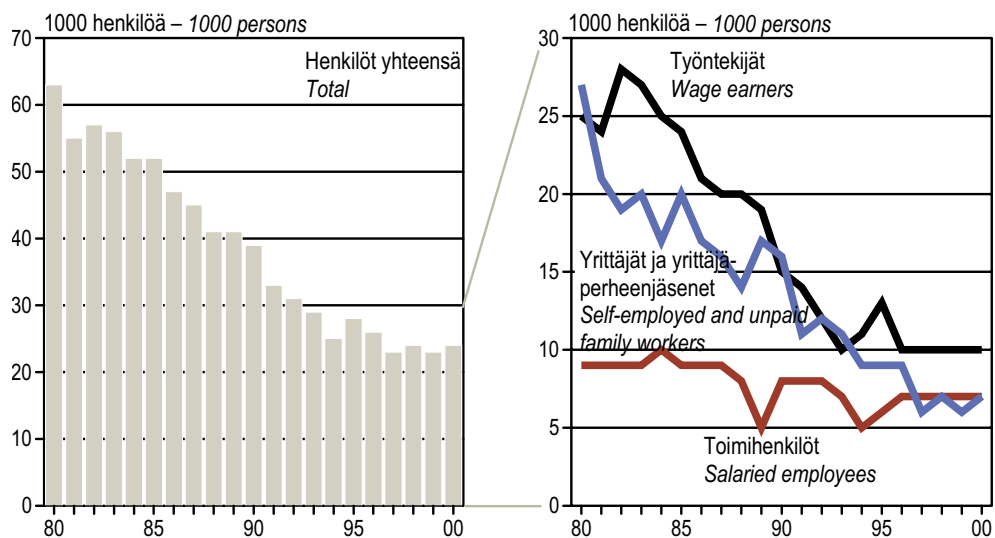 1000 henkilöä – 1000 persons
70
60
50
40
30
20
10
0
Henkilöt yhteensä
Total
80 85 90 95 00
1000 henkilöä – 1000 persons
30
25
20
15
10
5
0
Työntekijät
Wage earners
Yrittäjät ja yrittäjä-
perheenjäsenet
Self-employed and unpaid
family workers
Toimihenkilöt
Salaried employees
80 85 90 95 00